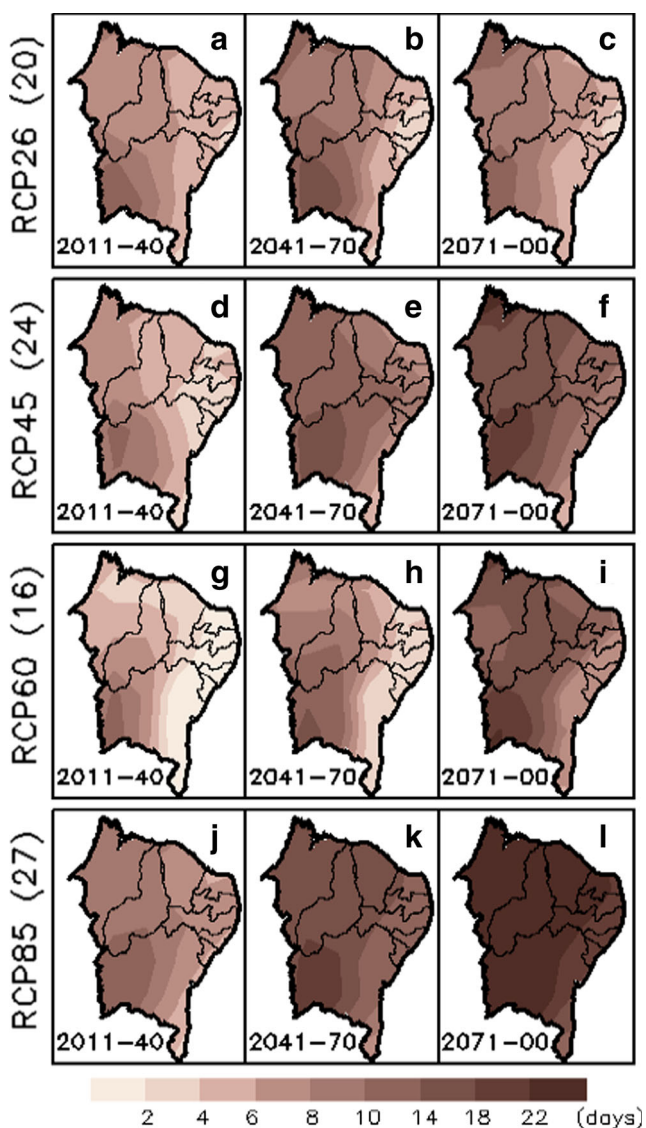 a b c
RCP26 (20)
2011-40 2041-70 2071-00
d e f
RCP45 (24)
2011-40 2041-70 2071-00
g h i
RCP60 (16)
2011-40 2041-70 2071-00
j k l
RCP85 (27)
2011-40 2041-70 2071-00
2 4 6 8 10 14 18 22 (days)